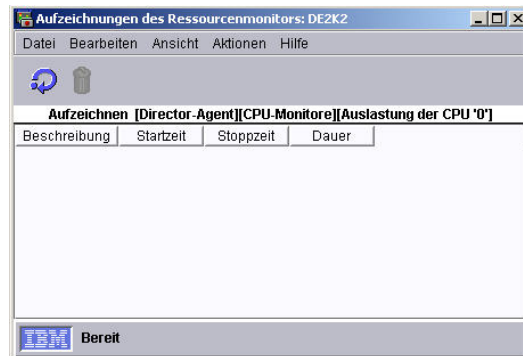 Aufzeichnungen des Ressourcenmonitors: DE2K2
Datei Bearbeiten Ansicht Aktionen Hilfe
Aufzeichnen [Director-Agent][CPU-Monitore][Auslastung der CPU '0']
Beschreibung Startzeit Stoppzeit Dauer
IBM Bereit